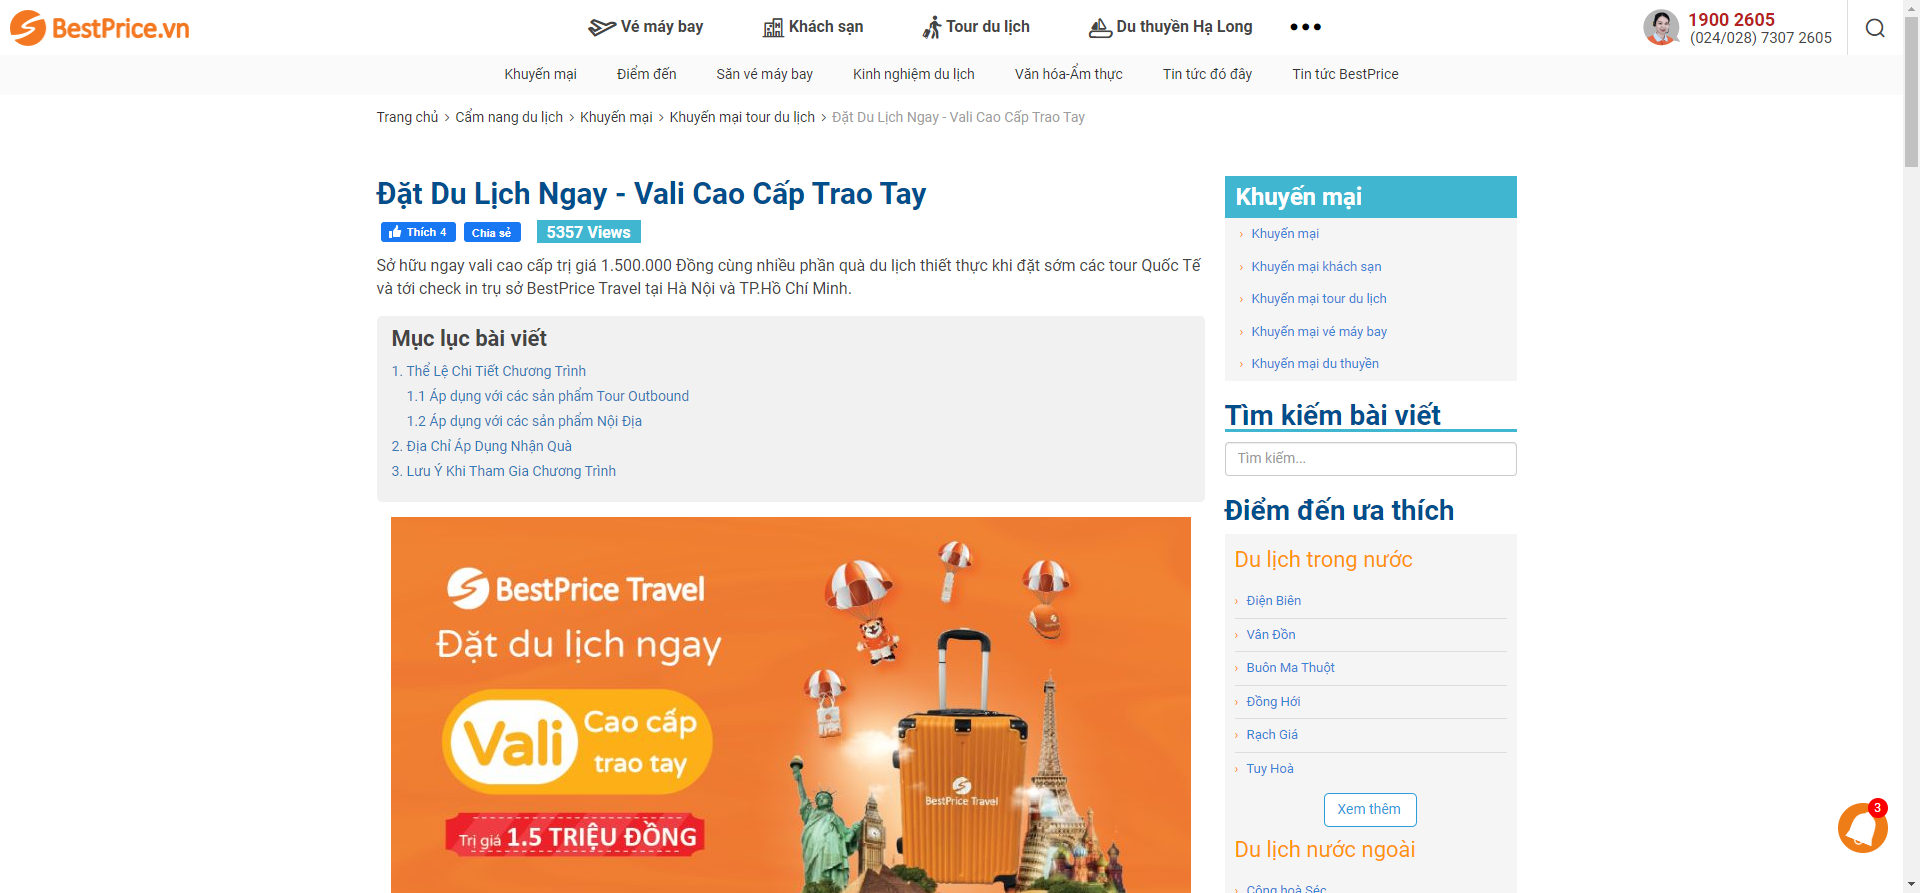 BestPrice.vn
Vé máy bay
Khách sạn
Tour du lịch
Du thuyền Hạ Long
1900 2605
(024/028) 7307 2605
Khuyến mại
Điểm đến
Săn vé máy bay
Kinh nghiệm du lịch
Văn hóa-Ẩm thực
Tin tức đó đây
Tin tức BestPrice
Trang chủ > Cẩm nang du lịch > Khuyến mại > Khuyến mại tour du lịch > Đặt Du Lịch Ngay - Vali Cao Cấp Trao Tay
Đặt Du Lịch Ngay - Vali Cao Cấp Trao Tay
Thích 4
Chia sẻ
5357 Views
Sở hữu ngay vali cao cấp trị giá 1.500.000 Đồng cùng nhiều phần quà du lịch thiết thực khi đặt sớm các tour Quốc Tế
và tới check in trụ sở BestPrice Travel tại Hà Nội và TP.Hồ Chí Minh.
Mục lục bài viết
1. Thể Lệ Chi Tiết Chương Trình
1.1 Áp dụng với các sản phẩm Tour Outbound
1.2 Áp dụng với các sản phẩm Nội Địa
2. Địa Chỉ Áp Dụng Nhận Quà
3. Lưu Ý Khi Tham Gia Chương Trình
BestPrice Travel
Đặt du lịch ngay
Vali
Cao cấp
trao tay
Trị giá 1.5 TRIỆU ĐỒNG
BestPrice Travel
Khuyến mại
› Khuyến mại
› Khuyến mại khách sạn
› Khuyến mại tour du lịch
› Khuyến mại vé máy bay
› Khuyến mại du thuyền
Tìm kiếm bài viết
Tìm kiếm...
Điểm đến ưa thích
Du lịch trong nước
› Điện Biên
› Vân Đồn
› Buôn Ma Thuột
› Đồng Hới
› Rạch Giá
› Tuy Hoà
Xem thêm
3
Du lịch nước ngoài
› Cộng hoà Séc